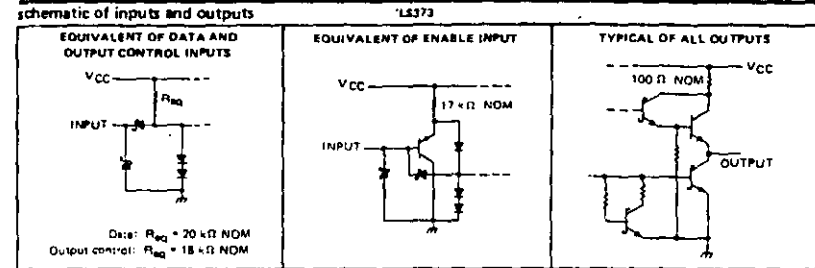 schematic of inputs and outputs
'LS373
EQUIVALENT OF DATA AND
OUTPUT CONTROL INPUTS
VCC
Req
INPUT
Data: Req = 20 kΩ NOM
Output control: Req = 18 kΩ NOM
EQUIVALENT OF ENABLE INPUT
VCC
17 kΩ NOM
INPUT
TYPICAL OF ALL OUTPUTS
VCC
100 Ω NOM
OUTPUT